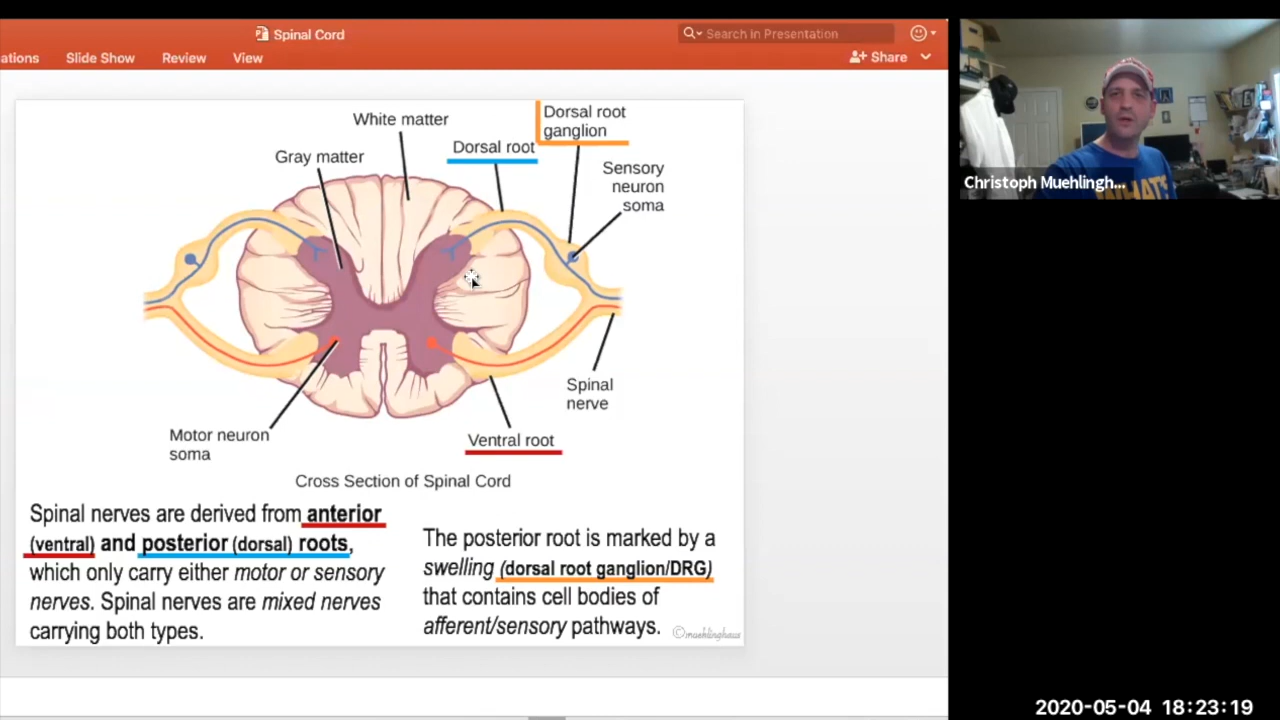 Spinal Cord
Search in Presentation
ations Slide Show Review View
Share
White matter
Gray matter
Dorsal root
Dorsal root
ganglion
Sensory
neuron
soma
Spinal
nerve
Motor neuron
soma
Ventral root
Cross Section of Spinal Cord
Spinal nerves are derived from anterior
(ventral) and posterior (dorsal) roots,
which only carry either motor or sensory
nerves. Spinal nerves are mixed nerves
carrying both types.
The posterior root is marked by a
swelling (dorsal root ganglion/DRG)
that contains cell bodies of
afferent/sensory pathways.
©muehlinghaus
Christoph Muehlingh...
WHAT'S
2020-05-04 18:23:19